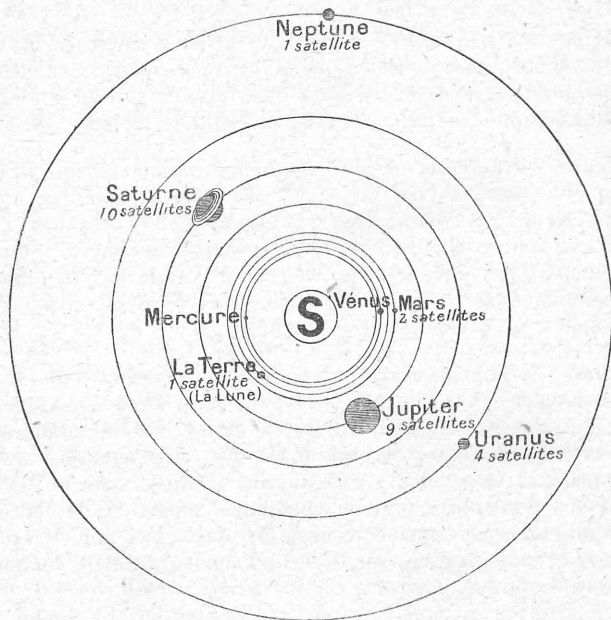 Neptune
1 satellite
Saturne
10 satellites
Mercure
S
Vénus
Mars
2 satellites
La Terre
1 satellite
(La Lune)
Jupiter
9 satellites
Uranus
4 satellites